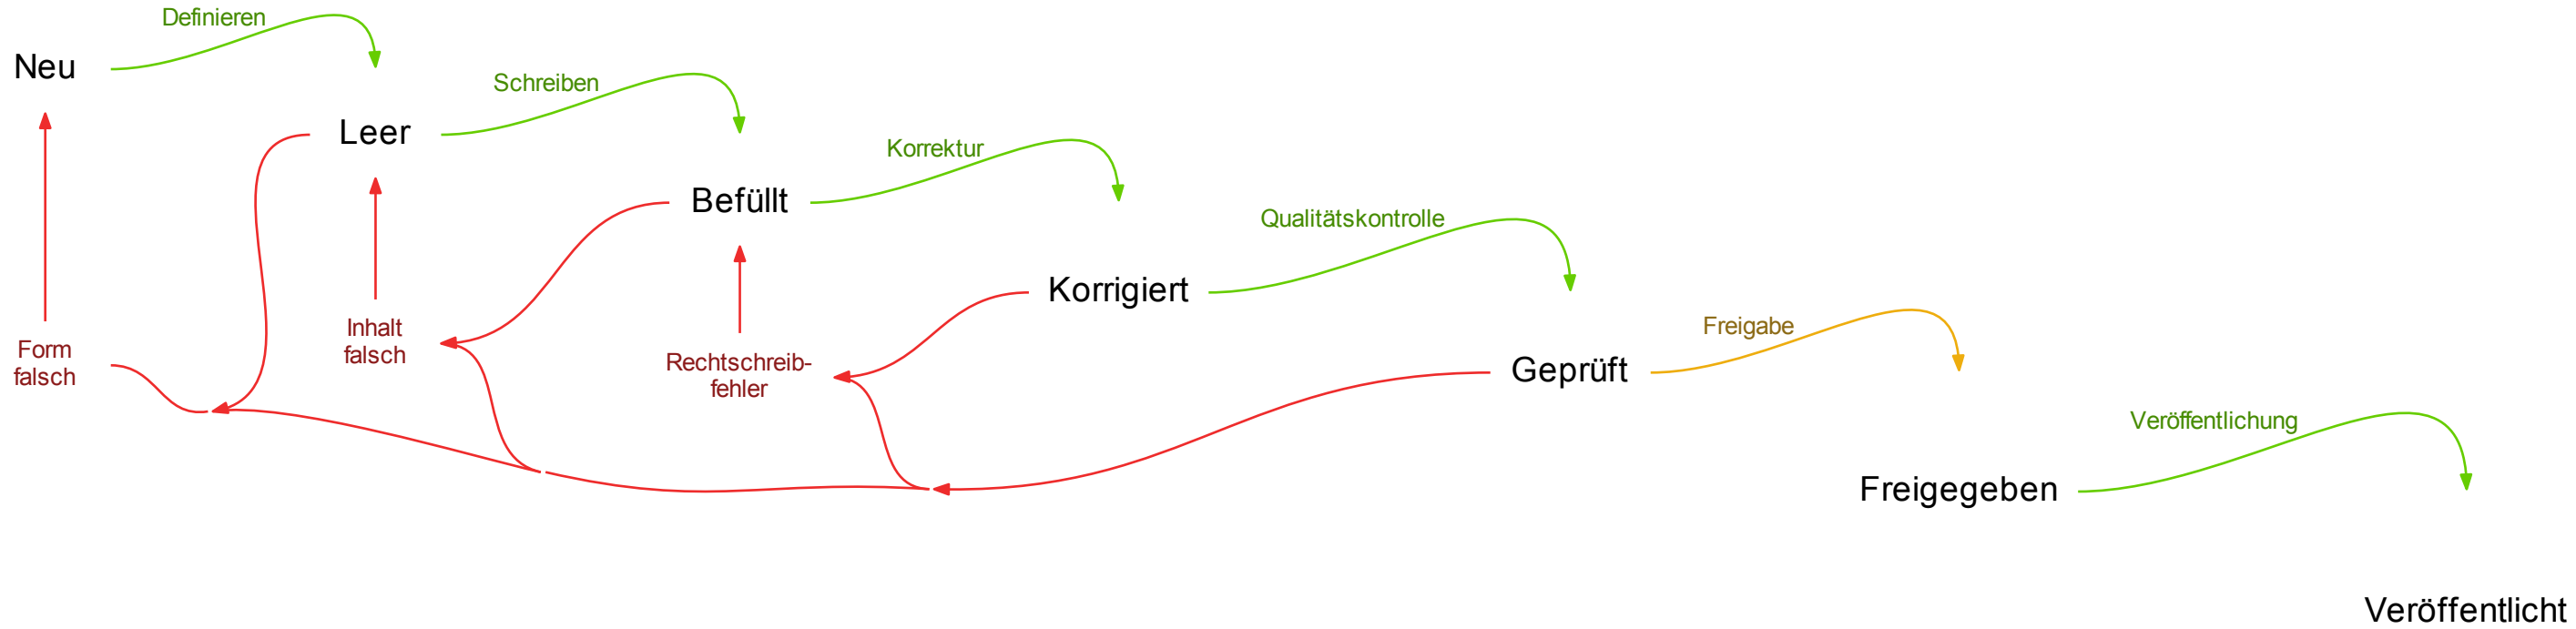 Definieren
Neu
Schreiben
Leer
Korrektur
Befüllt
Qualitätskontrolle
Korrigiert
Inhalt
falsch
Form
falsch
Rechtschreib-
fehler
Freigabe
Geprüft
Veröffentlichung
Freigegeben
Veröffentlicht